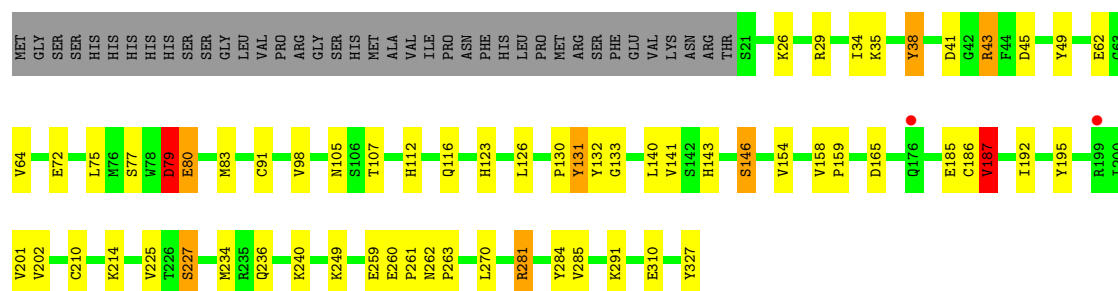 MET GLY SER SER HIS HIS HIS HIS HIS HIS SER SER GLY LEU VAL PRO ARG GLY SER HIS MET ALA VAL ILE PRO ASN PHE HIS LEU PRO MET ARG SER PHE GLU VAL LYS ASN ARG THR S21 K26 R29 I34 K35 Y38 D41 G42 R43 F44 D45 Y49 E62 G63
V64 E72 L75 M76 S77 W78 D79 E80 M83 C91 V98 N105 S106 T107 H112 Q116 H123 L126 P130 Y131 Y132 G133 L140 V141 S142 H143 S146 V154 V158 P159 D165 Q176 E185 C186 V187 I192 Y195 R199 I200
V201 V202 C210 K214 V225 T226 S227 M234 R235 Q236 K240 K249 E259 E260 P261 N262 P263 L270 R281 Y284 V285 K291 E310 Y327